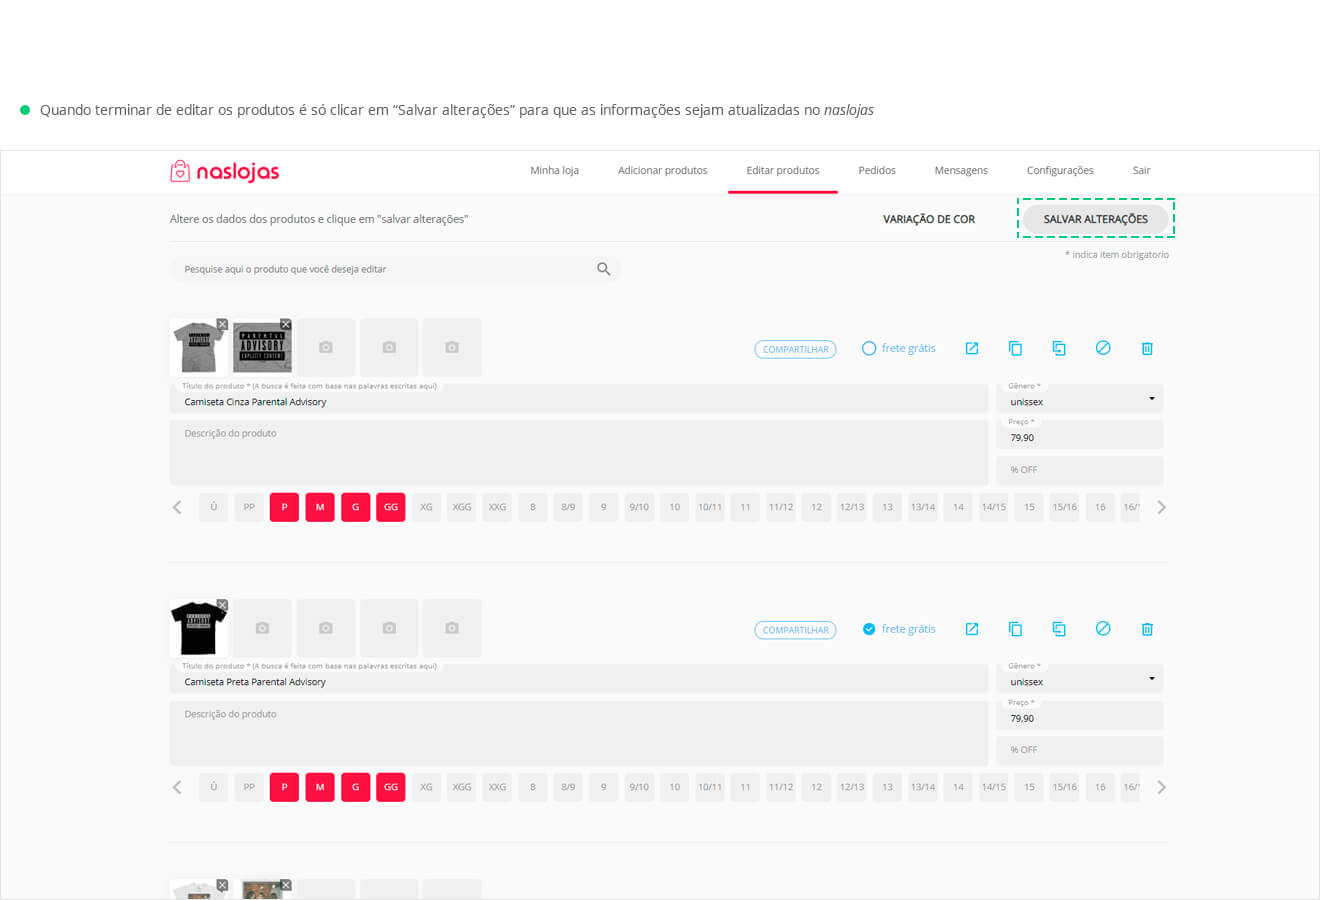 Quando terminar de editar os produtos é só clicar em “Salvar alterações” para que as informações sejam atualizadas no naslojas
naslojas Minha loja Adicionar produtos Editar produtos Pedidos Mensagens Configurações Sair
Altere os dados dos produtos e clique em "salvar alterações" VARIAÇÃO DE COR SALVAR ALTERAÇÕES
* indica item obrigatorio
Pesquise aqui o produto que você deseja editar
PARENTAL
ADVISORY
EXPLICIT CONTENT
COMPARTILHAR frete grátis
Título do produto * (A busca é feita com base nas palavras escritas aqui) Gênero *
Camiseta Cinza Parental Advisory unissex
Preço *
Descrição do produto 79,90
% OFF
Ú PP P M G GG XG XGG XXG 8 8/9 9 9/10 10 10/11 11 11/12 12 12/13 13 13/14 14 14/15 15 15/16 16 16/
COMPARTILHAR frete grátis
Título do produto * (A busca é feita com base nas palavras escritas aqui) Gênero *
Camiseta Preta Parental Advisory unissex
Preço *
Descrição do produto 79,90
% OFF
Ú PP P M G GG XG XGG XXG 8 8/9 9 9/10 10 10/11 11 11/12 12 12/13 13 13/14 14 14/15 15 15/16 16 16/